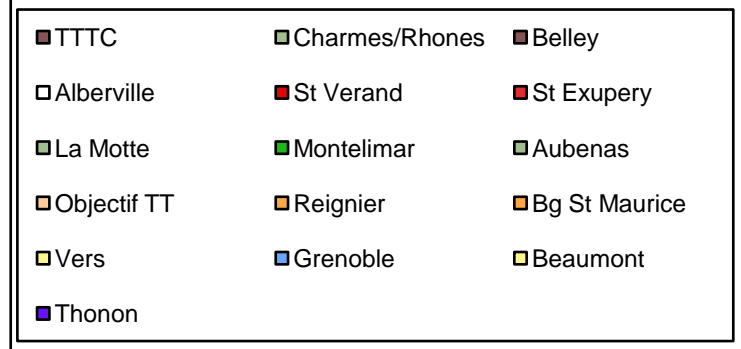 TTTC Charmes/Rhones Belley
Alberville St Verand St Exupery
La Motte Montelimar Aubenas
Objectif TT Reignier Bg St Maurice
Vers Grenoble Beaumont
Thonon